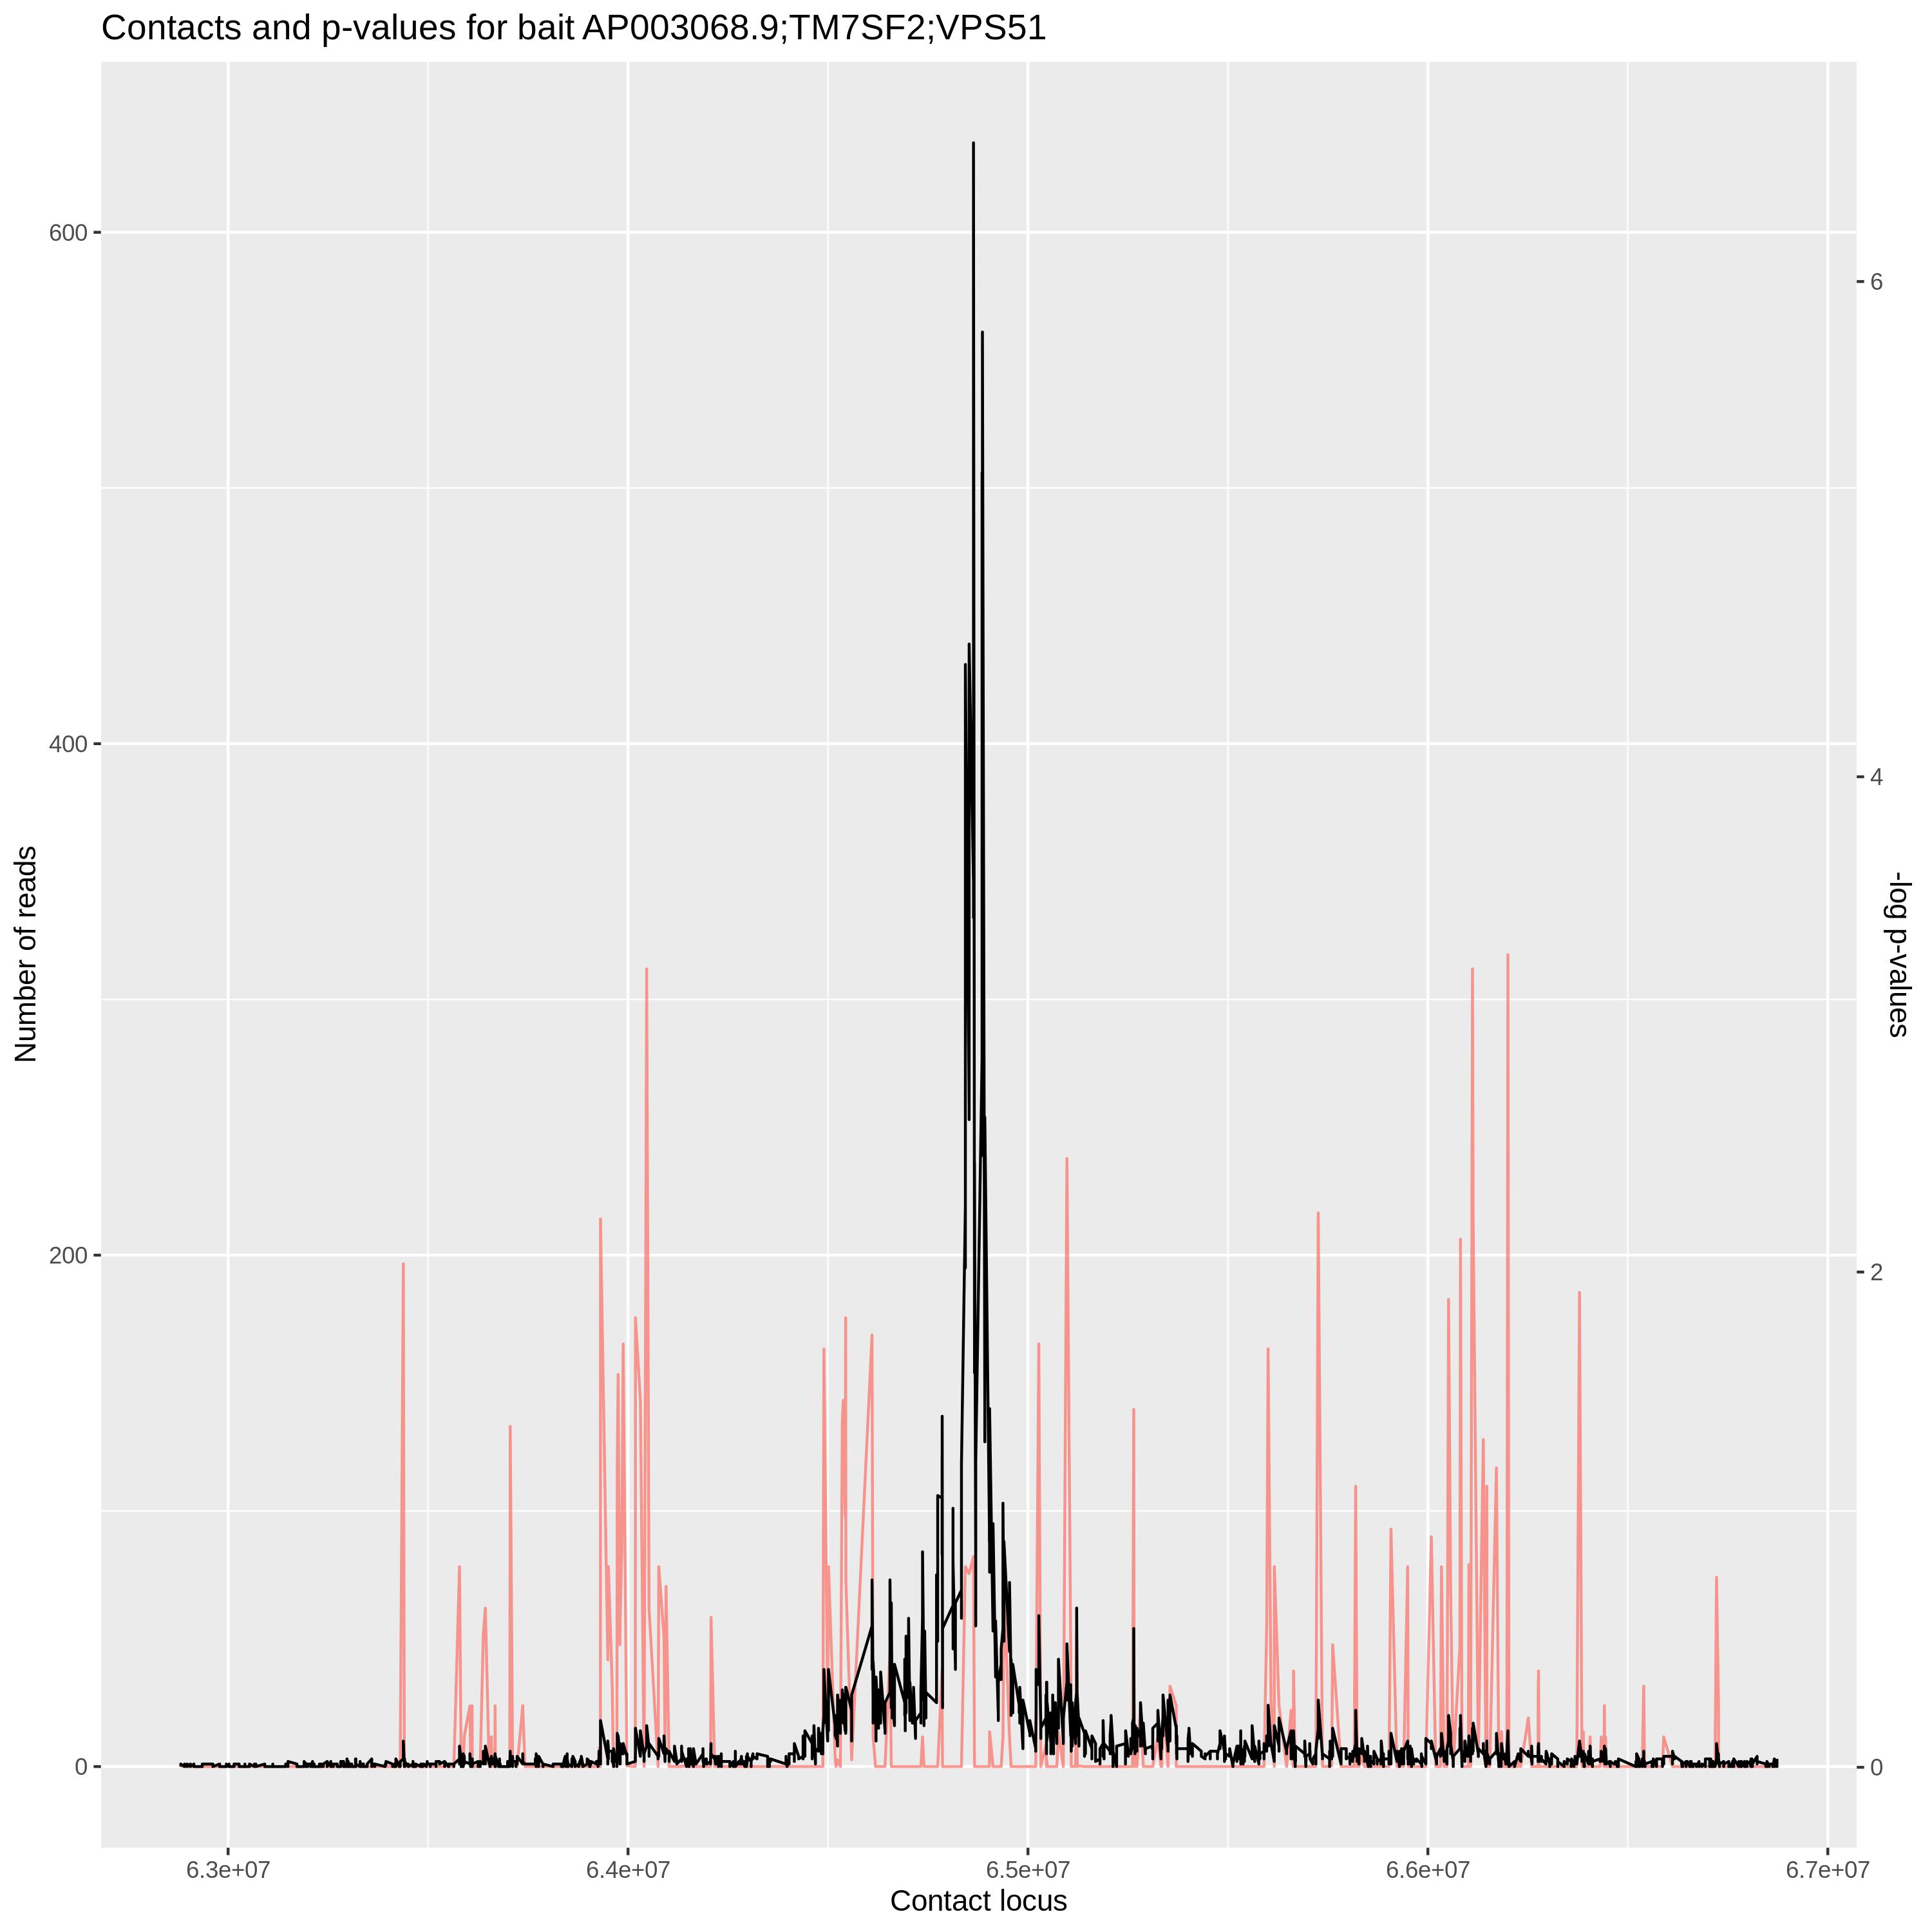 Contacts and p-values for bait AP003068.9;TM7SF2;VPS51
600
400
200
0
Number of reads
6
4
2
0
-log p-values
6.3e+07
6.4e+07
6.5e+07
6.6e+07
6.7e+07
Contact locus